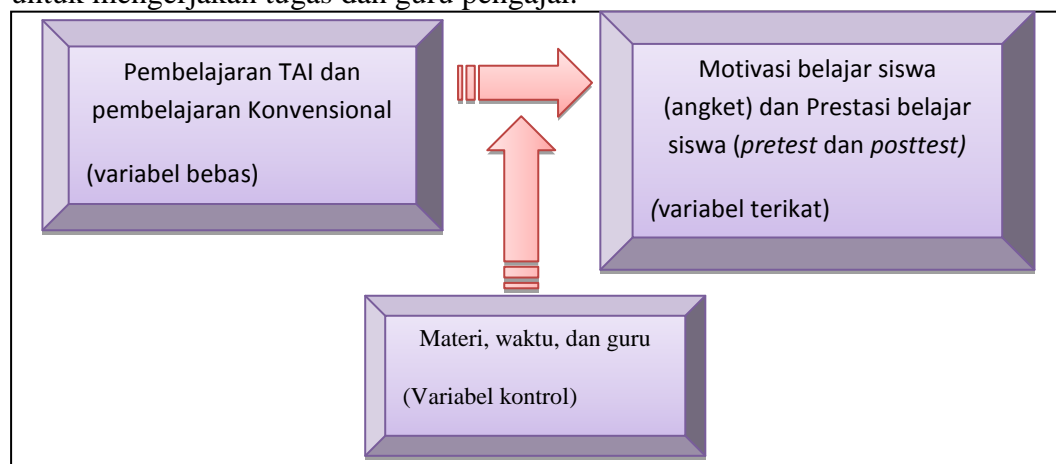 untuk mengerjakan tugas dan guru pengajar.
Pembelajaran TAI dan
pembelajaran Konvensional
(variabel bebas)
Motivasi belajar siswa
(angket) dan Prestasi belajar
siswa (pretest dan posttest)
(variabel terikat)
Materi, waktu, dan guru
(Variabel kontrol)